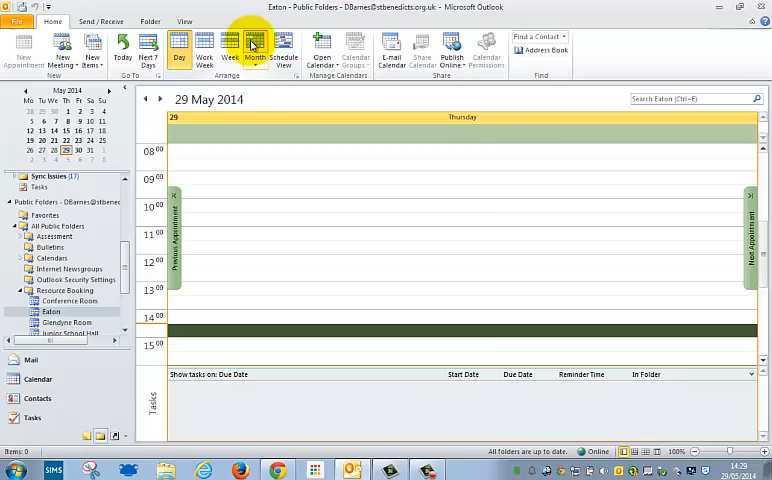 Eaton - Public Folders - DBarnes@stbenedicts.org.uk - Microsoft Outlook
File Home Send / Receive Folder View
New Appointment New Meeting New Items
Today Next 7 Days
Day Work Week Week Month Schedule View
Open Calendar Calendar Groups
E-mail Calendar Share Calendar Publish Online Calendar Permissions
Find a Contact
Address Book
New Go To Arrange Manage Calendars Share Find
May 2014
Mo Tu We Th Fr Sa Su
28 29 30 1 2 3 4
5 6 7 8 9 10 11
12 13 14 15 16 17 18
19 20 21 22 23 24 25
26 27 28 29 30 31 1
2 3 4 5 6 7 8
Sync Issues (17)
Tasks
Public Folders - DBarnes@stbenedicts
Favorites
All Public Folders
Assessment
Bulletins
Calendars
Internet Newsgroups
Outlook Security Settings
Resource Booking
Conference Room
Eaton
Glendyne Room
Junior School Hall
Mail
Calendar
Contacts
Tasks
29 May 2014
Search Eaton (Ctrl+E)
29 Thursday
08 00
09 00
10 00
11 00
12 00
13 00
14 00
15 00
Previous Appointment
Next Appointment
Tasks
Show tasks on: Due Date Start Date Due Date Reminder Time In Folder
Items: 0 All folders are up to date. Online 100%
SIMS
14:29
29/05/2014